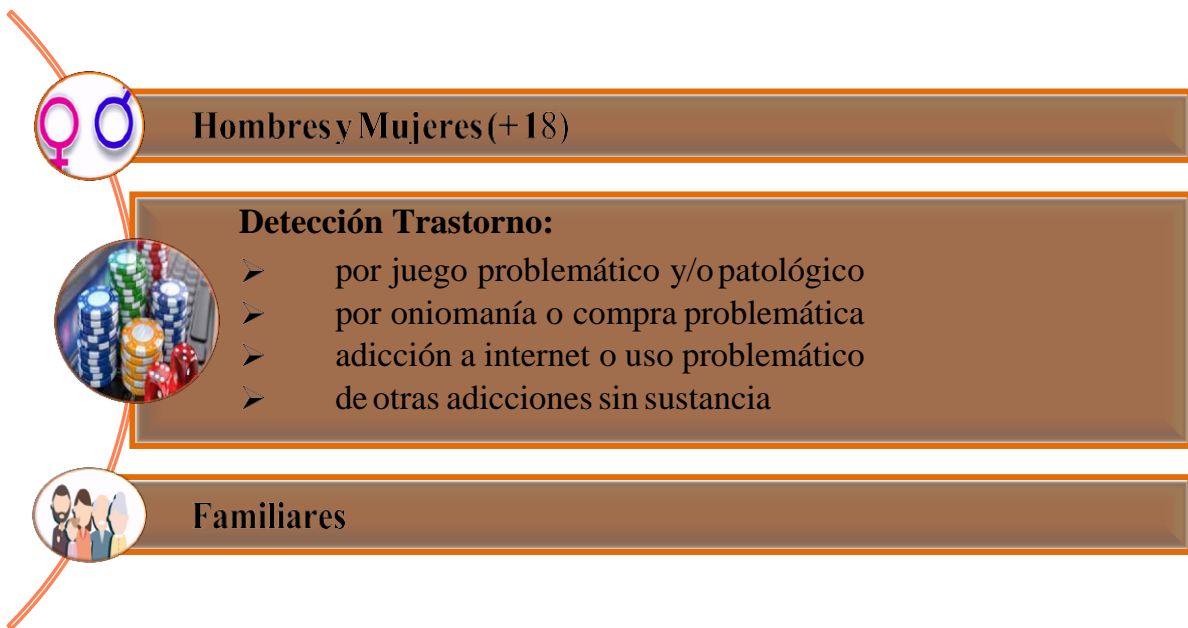 Hombres y Mujeres (+18)
Detección Trastorno:
➢ por juego problemático y/o patológico
➢ por oniomanía o compra problemática
➢ adicción a internet o uso problemático
➢ de otras adicciones sin sustancia
Familiares